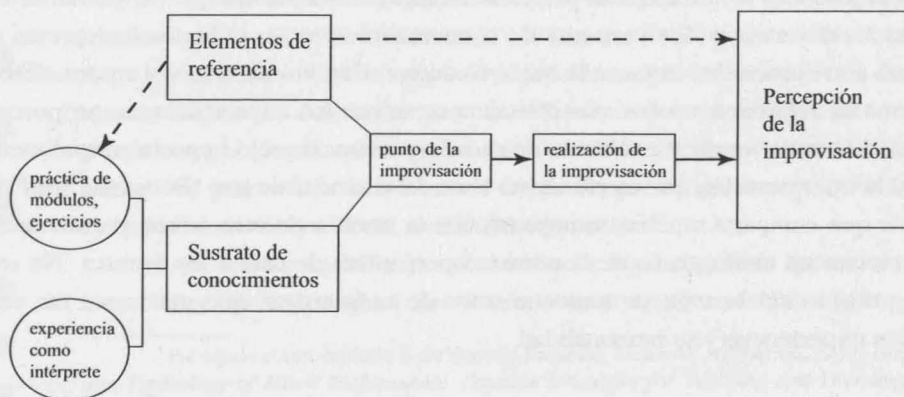 Elementos de
referencia
Percepción
de la
improvisación
punto de la
improvisación
realización de
la improvisación
práctica de
módulos,
ejercicios
Sustrato de
conocimientos
experiencia
como
intérprete